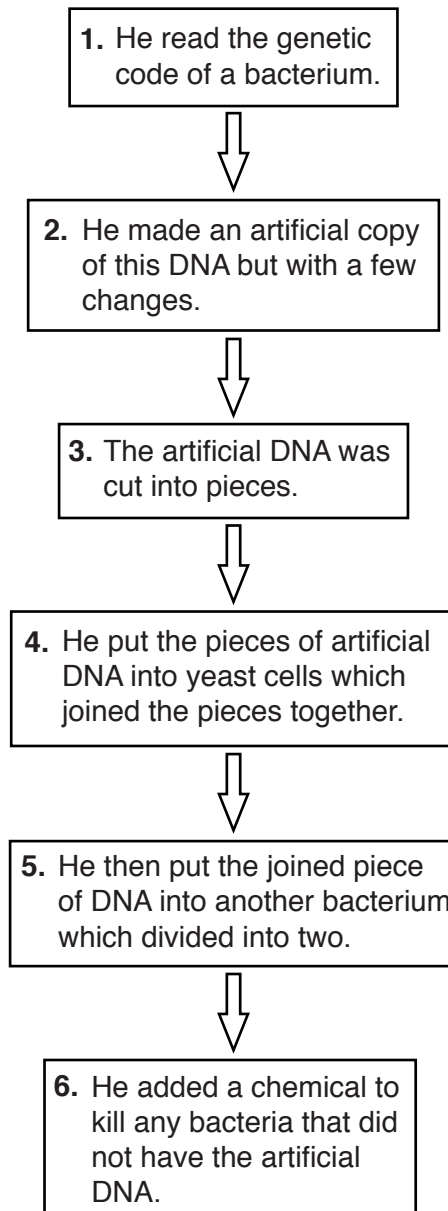 1. He read the genetic
code of a bacterium.
2. He made an artificial copy
of this DNA but with a few
changes.
3. The artificial DNA was
cut into pieces.
4. He put the pieces of artificial
DNA into yeast cells which
joined the pieces together.
5. He then put the joined piece
of DNA into another bacterium
which divided into two.
6. He added a chemical to
kill any bacteria that did
not have the artificial
DNA.